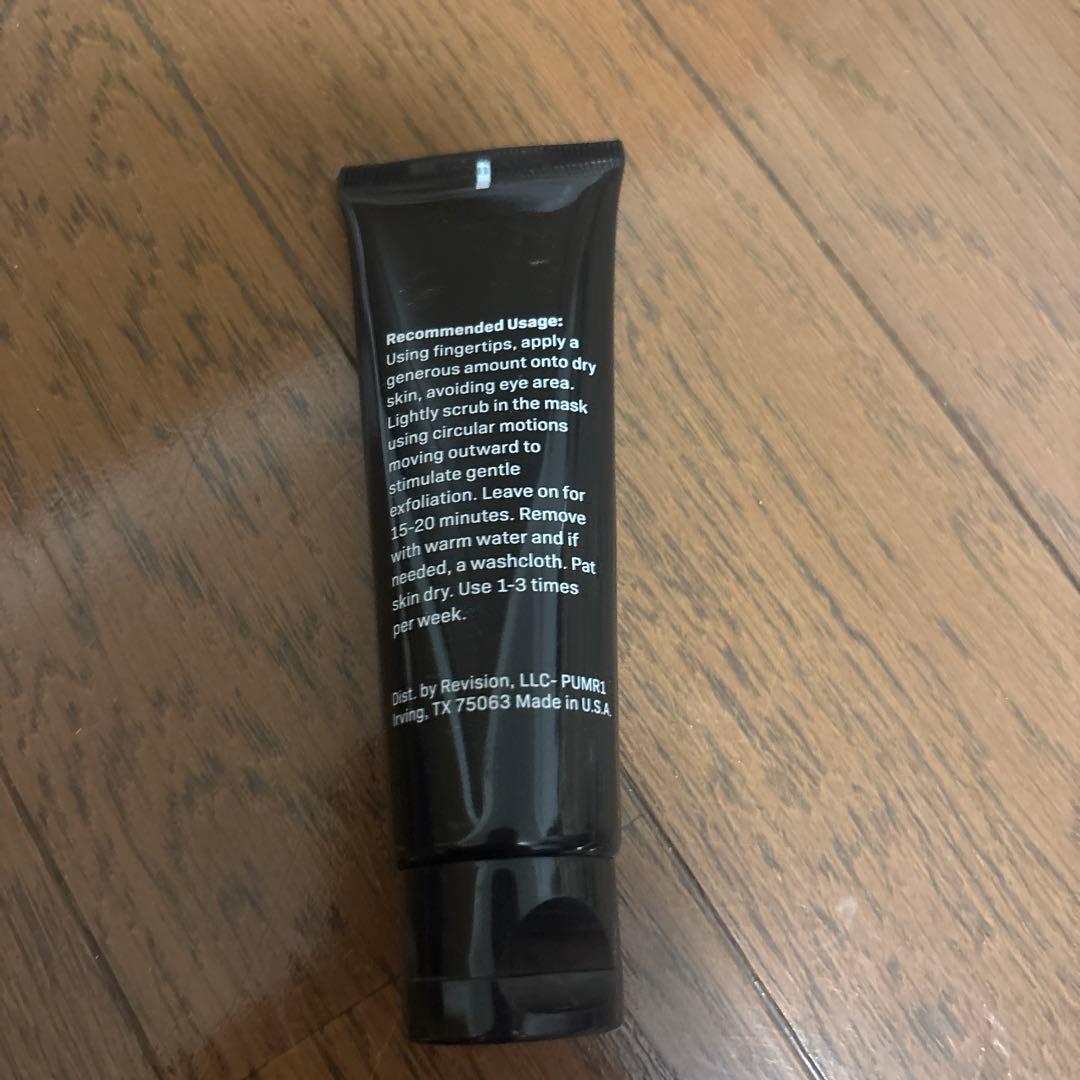 Recommended Usage:
Using fingertips, apply a
generous amount onto dry
skin, avoiding eye area.
Lightly scrub in the mask
using circular motions
moving outward to
stimulate gentle
exfoliation. Leave on for
15-20 minutes. Remove
with warm water and if
needed, a washcloth. Pat
skin dry. Use 1-3 times
per week.
Dist. by Revision, LLC- PUMR1
Irving, TX 75063 Made in U.S.A.